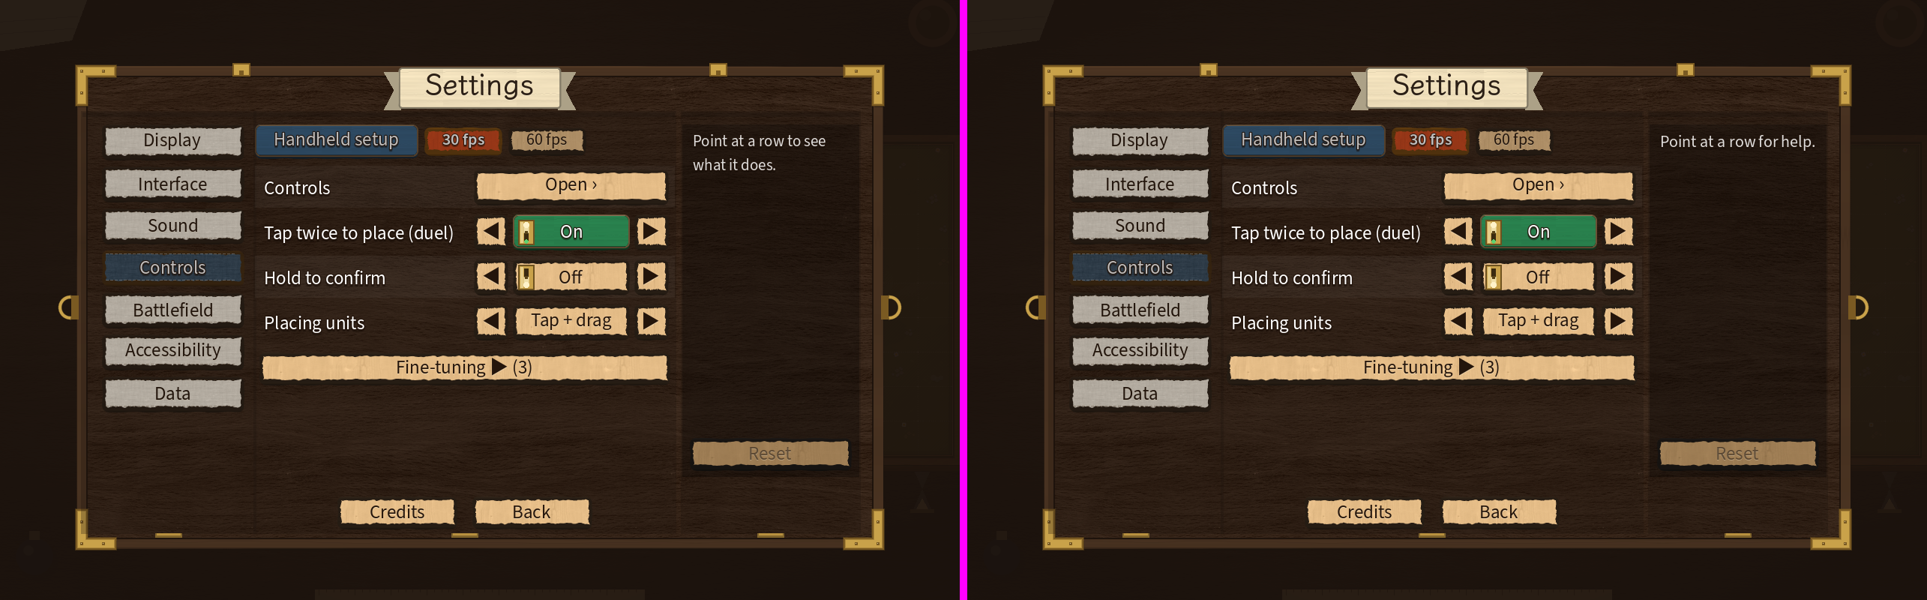 Settings
Display
Interface
Sound
Controls
Battlefield
Accessibility
Data
Handheld setup 30 fps 60 fps
Controls Open ›
Tap twice to place (duel) ◀ On ▶
Hold to confirm ◀ Off ▶
Placing units ◀ Tap + drag ▶
Fine-tuning ▶ (3)
Point at a row to see
what it does.
Reset
Credits Back
Settings
Display
Interface
Sound
Controls
Battlefield
Accessibility
Data
Handheld setup 30 fps 60 fps
Controls Open ›
Tap twice to place (duel) ◀ On ▶
Hold to confirm ◀ Off ▶
Placing units ◀ Tap + drag ▶
Fine-tuning ▶ (3)
Point at a row for help.
Reset
Credits Back